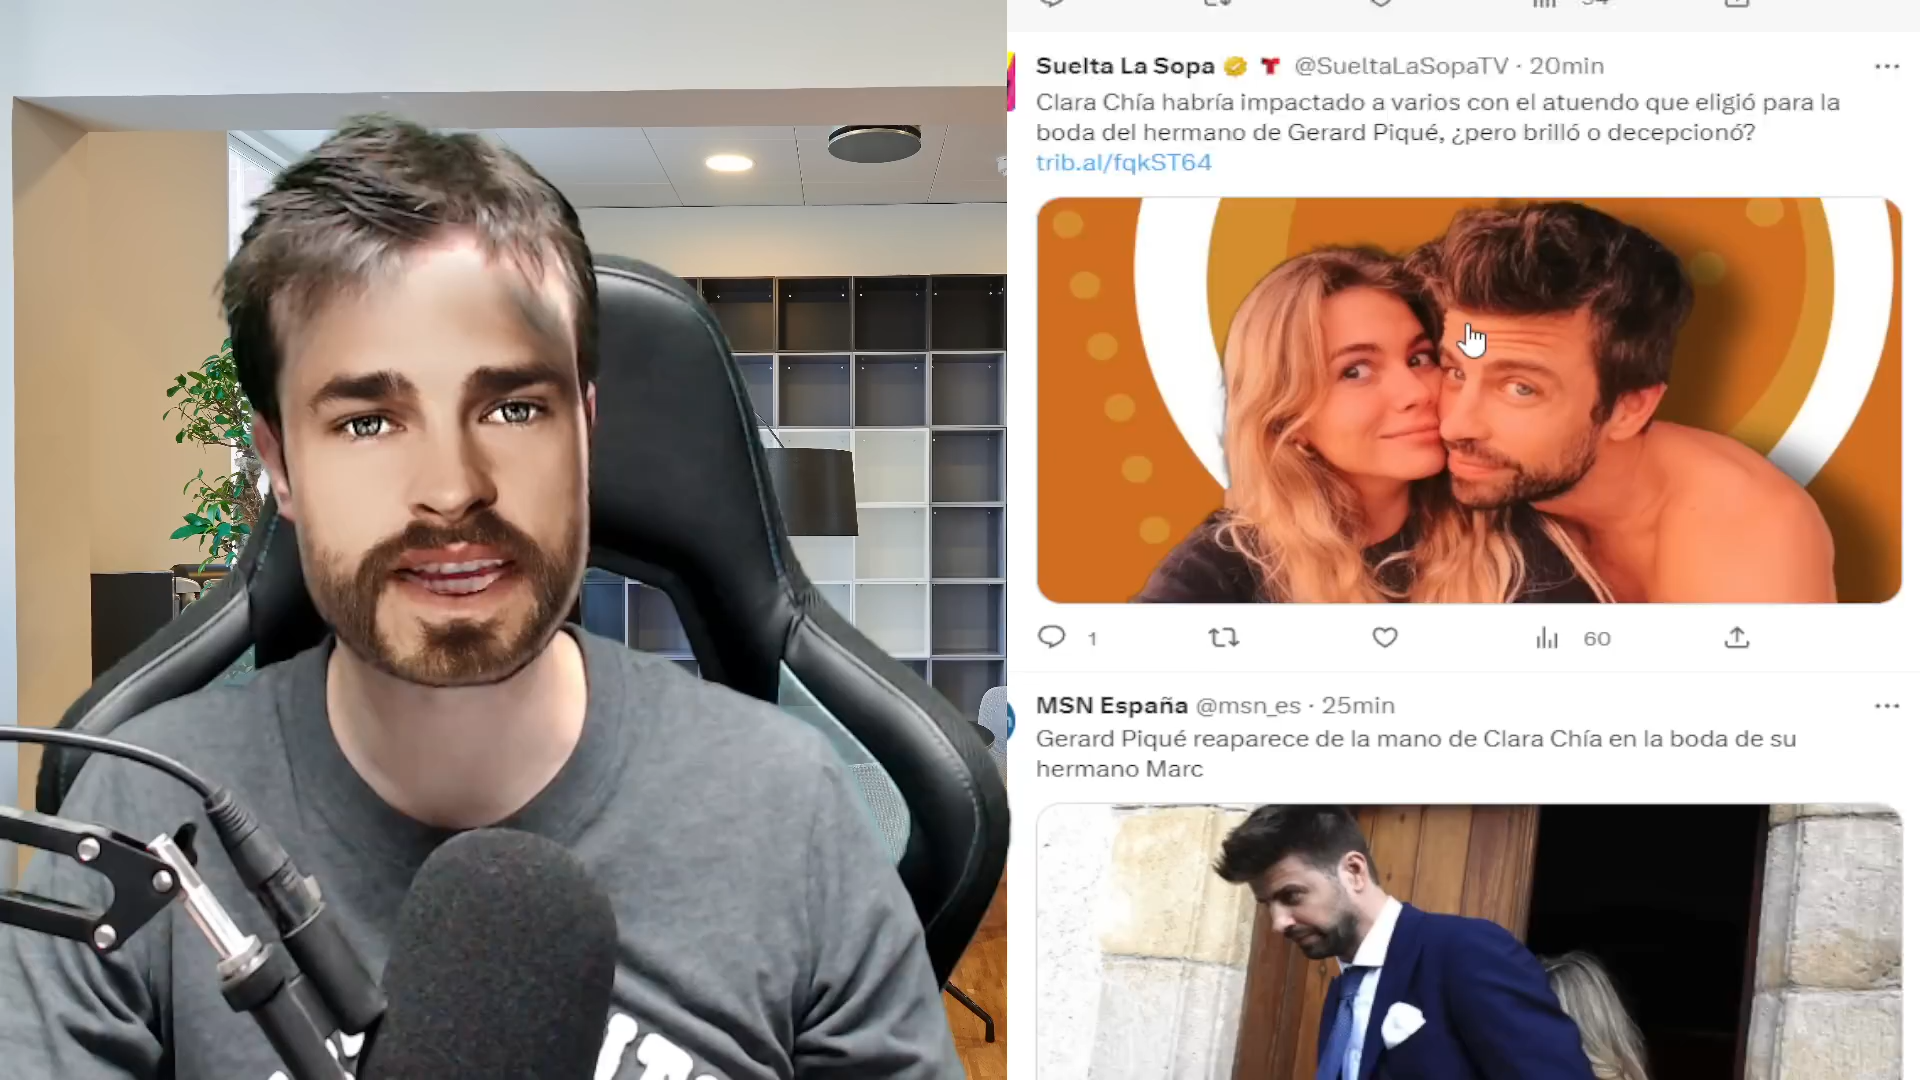 Suelta La Sopa @SueltaLaSopaTV · 20min
Clara Chía habría impactado a varios con el atuendo que eligió para la
boda del hermano de Gerard Piqué, ¿pero brilló o decepcionó?
trib.al/fqkST64
1 60
MSN España @msn_es · 25min
Gerard Piqué reaparece de la mano de Clara Chía en la boda de su
hermano Marc